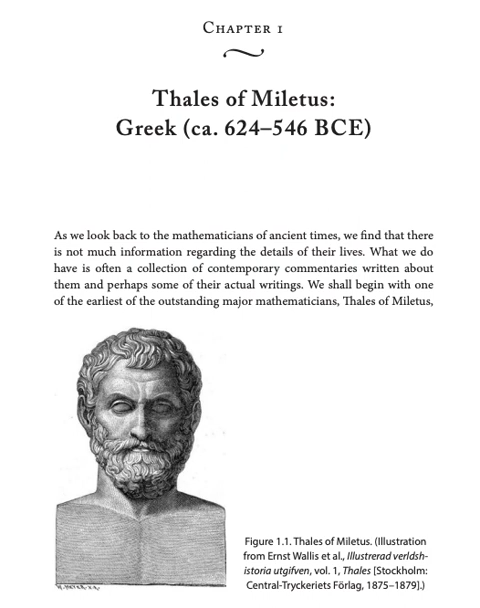 Chapter 1
Thales of Miletus:
Greek (ca. 624–546 BCE)
As we look back to the mathematicians of ancient times, we find that there
is not much information regarding the details of their lives. What we do
have is often a collection of contemporary commentaries written about
them and perhaps some of their actual writings. We shall begin with one
of the earliest of the outstanding major mathematicians, Thales of Miletus,
Figure 1.1. Thales of Miletus. (Illustration
from Ernst Wallis et al., Illustrerad verldsh-
istoria utgifven, vol. 1, Thales [Stockholm:
Central-Tryckeriets Förlag, 1875–1879].)